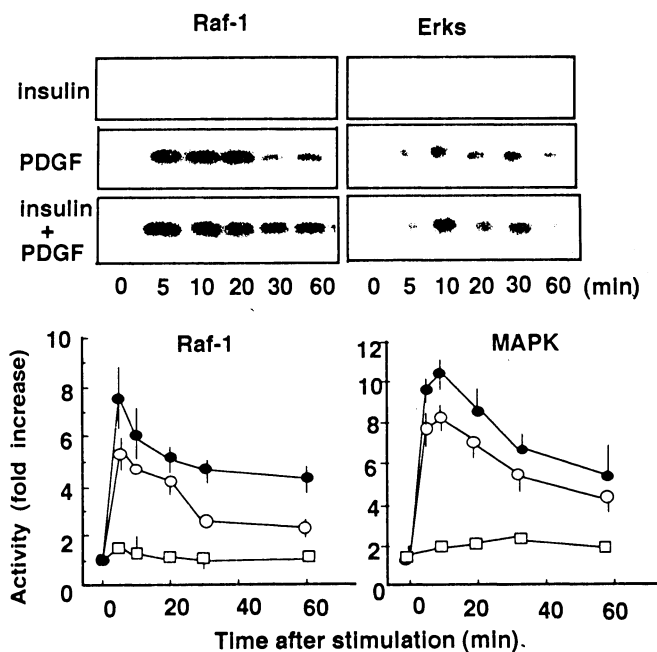 Raf-1 Erks
insulin
PDGF
insulin
+
PDGF
0 5 10 20 30 60 0 5 10 20 30 60 (min)
Raf-1 MAPK
Activity (fold increase)
10
8
6
4
2
0
12
10
8
6
4
2
0
0 20 40 60 0 20 40 60
Time after stimulation (min).